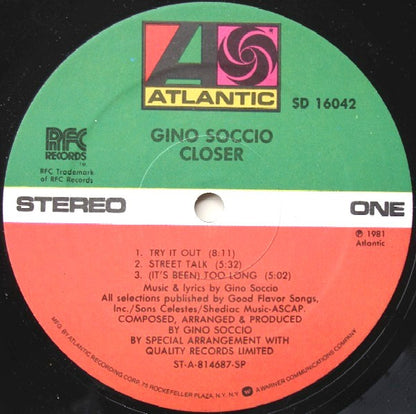 A
ATLANTIC
SD 16042
GINO SOCCIO
CLOSER
RFC
RECORDS
TM
RFC Trademark
of RFC Records
STEREO
ONE
℗ 1981
Atlantic
1. TRY IT OUT (8:11)
2. STREET TALK (5:32)
3. (IT'S BEEN) TOO LONG (5:02)
Music & lyrics by Gino Soccio
All selections published by Good Flavor Songs,
Inc./Sons Celestes/Shediac Music-ASCAP.
COMPOSED, ARRANGED & PRODUCED
BY GINO SOCCIO
BY SPECIAL ARRANGEMENT WITH
QUALITY RECORDS LIMITED
ST-A-814687-SP
MFG. BY ATLANTIC RECORDING CORP., 75 ROCKEFELLER PLAZA, N.Y. N.Y. A WARNER COMMUNICATIONS COMPANY